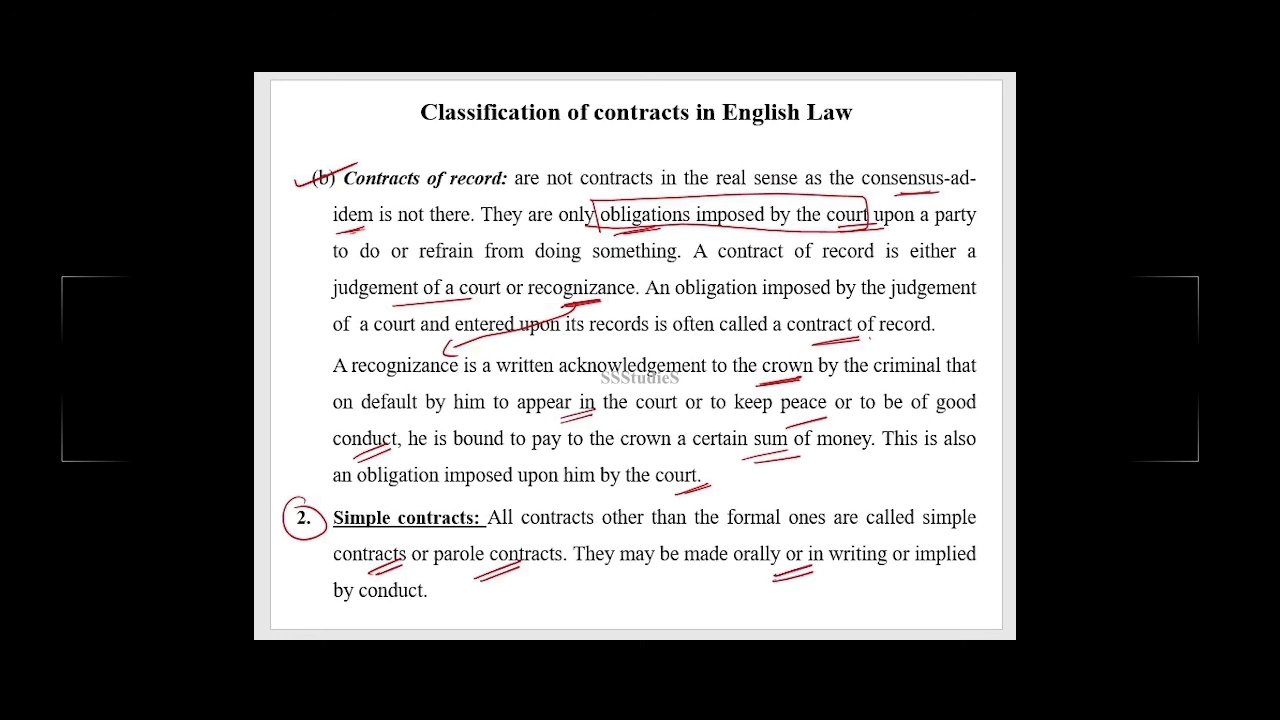 Classification of contracts in English Law
(b) Contracts of record: are not contracts in the real sense as the consensus-ad-
idem is not there. They are only obligations imposed by the court upon a party
to do or refrain from doing something. A contract of record is either a
judgement of a court or recognizance. An obligation imposed by the judgement
of a court and entered upon its records is often called a contract of record.
A recognizance is a written acknowledgement to the crown by the criminal that
SSStudieS
on default by him to appear in the court or to keep peace or to be of good
conduct, he is bound to pay to the crown a certain sum of money. This is also
an obligation imposed upon him by the court.
2. Simple contracts: All contracts other than the formal ones are called simple
contracts or parole contracts. They may be made orally or in writing or implied
by conduct.